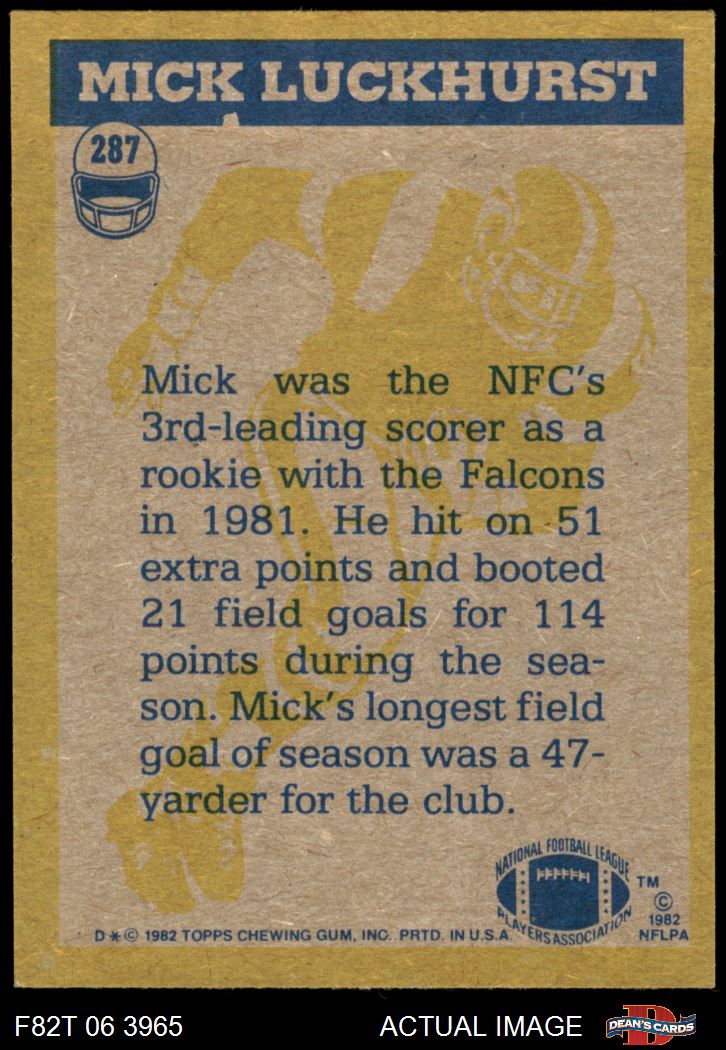 MICK LUCKHURST
287
Mick was the NFC's
3rd-leading scorer as a
rookie with the Falcons
in 1981. He hit on 51
extra points and booted
21 field goals for 114
points during the sea-
son. Mick's longest field
goal of season was a 47-
yarder for the club.
NATIONAL FOOTBALL LEAGUE
PLAYERS ASSOCIATION
TM
©
1982
NFLPA
D*© 1982 TOPPS CHEWING GUM, INC. PRTD. IN U.S.A.
F82T 06 3965
ACTUAL IMAGE
D
DEAN'S CARDS